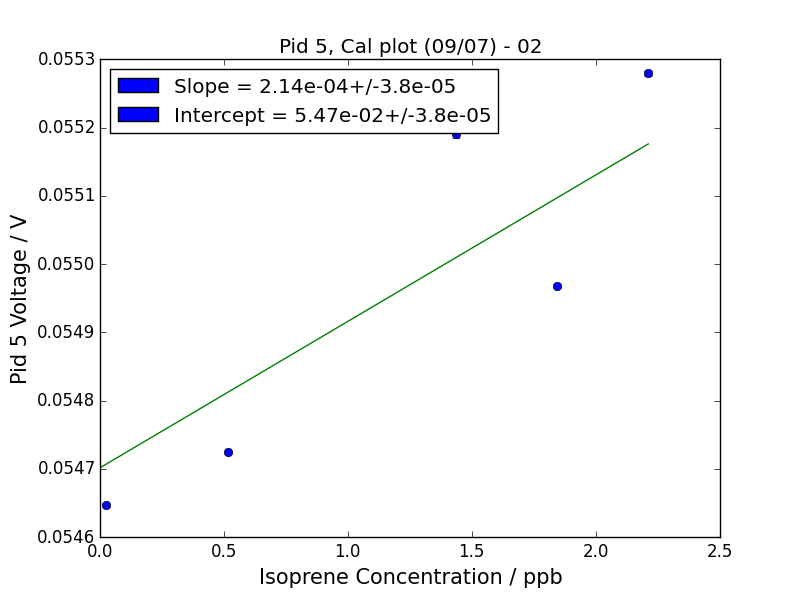 Pid 5, Cal plot (09/07) - 02
0.0553
Slope = 2.14e-04+/-3.8e-05
Intercept = 5.47e-02+/-3.8e-05
0.0552
0.0551
0.0550
0.0549
0.0548
0.0547
0.0546
Pid 5 Voltage / V
0.0 0.5 1.0 1.5 2.0 2.5
Isoprene Concentration / ppb